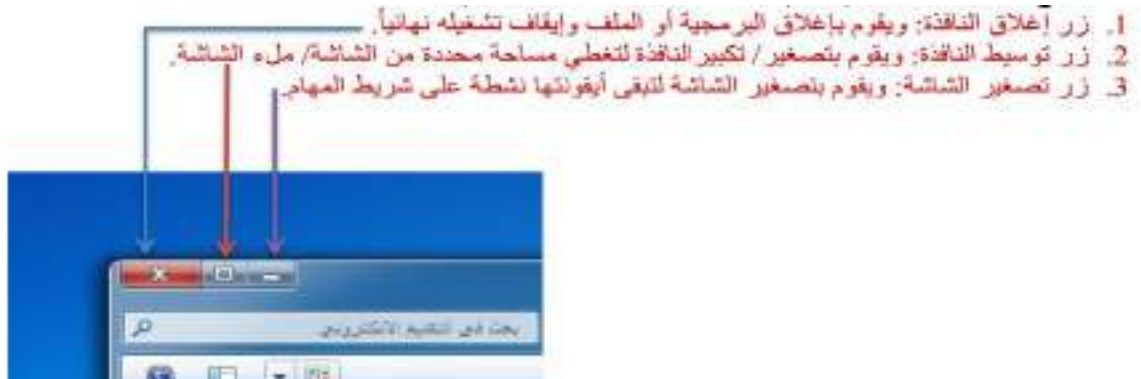 1. زر إغلاق النافذة: ويقوم بإغلاق البرمجية أو الملف وإيقاف تشغيله نهائياً.
2. زر توسيط النافذة: ويقوم بتصغير/ تكبير النافذة لتغطي مساحة محددة من الشاشة/ ملء الشاشة.
3. زر تصغير الشاشة: ويقوم بتصغير الشاشة لتبقى أيقونتها نشطة على شريط المهام.
بحث في التقييم الالكتروني